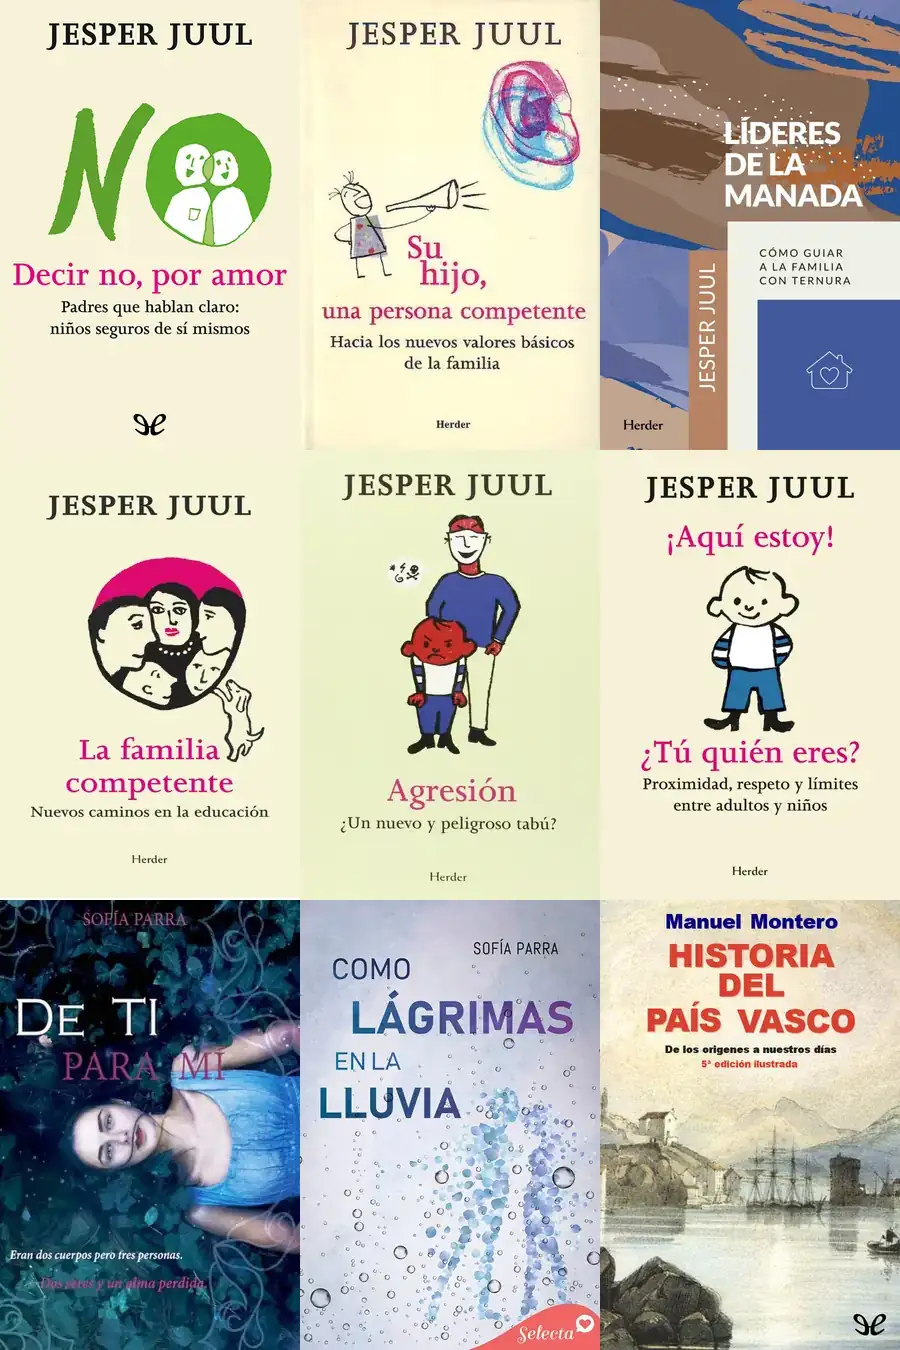 JESPER JUUL
NO
Decir no, por amor
Padres que hablan claro:
niños seguros de sí mismos
JESPER JUUL
Su
hijo,
una persona competente
Hacia los nuevos valores básicos
de la familia
Herder
LÍDERES
DE LA
MANADA
CÓMO GUIAR
A LA FAMILIA
CON TERNURA
JESPER JUUL
Herder
JESPER JUUL
La familia
competente
Nuevos caminos en la educación
Herder
JESPER JUUL
Agresión
¿Un nuevo y peligroso tabú?
Herder
JESPER JUUL
¡Aquí estoy!
¿Tú quién eres?
Proximidad, respeto y límites
entre adultos y niños
Herder
SOFÍA PARRA
DE TI
PARA MÍ
Eran dos cuerpos pero tres personas.
Dos seres y un alma perdida.
SOFÍA PARRA
COMO
LÁGRIMAS
EN LA
LLUVIA
Selecta
Manuel Montero
HISTORIA
DEL
PAÍS VASCO
De los origenes a nuestros días
5ª edición ilustrada